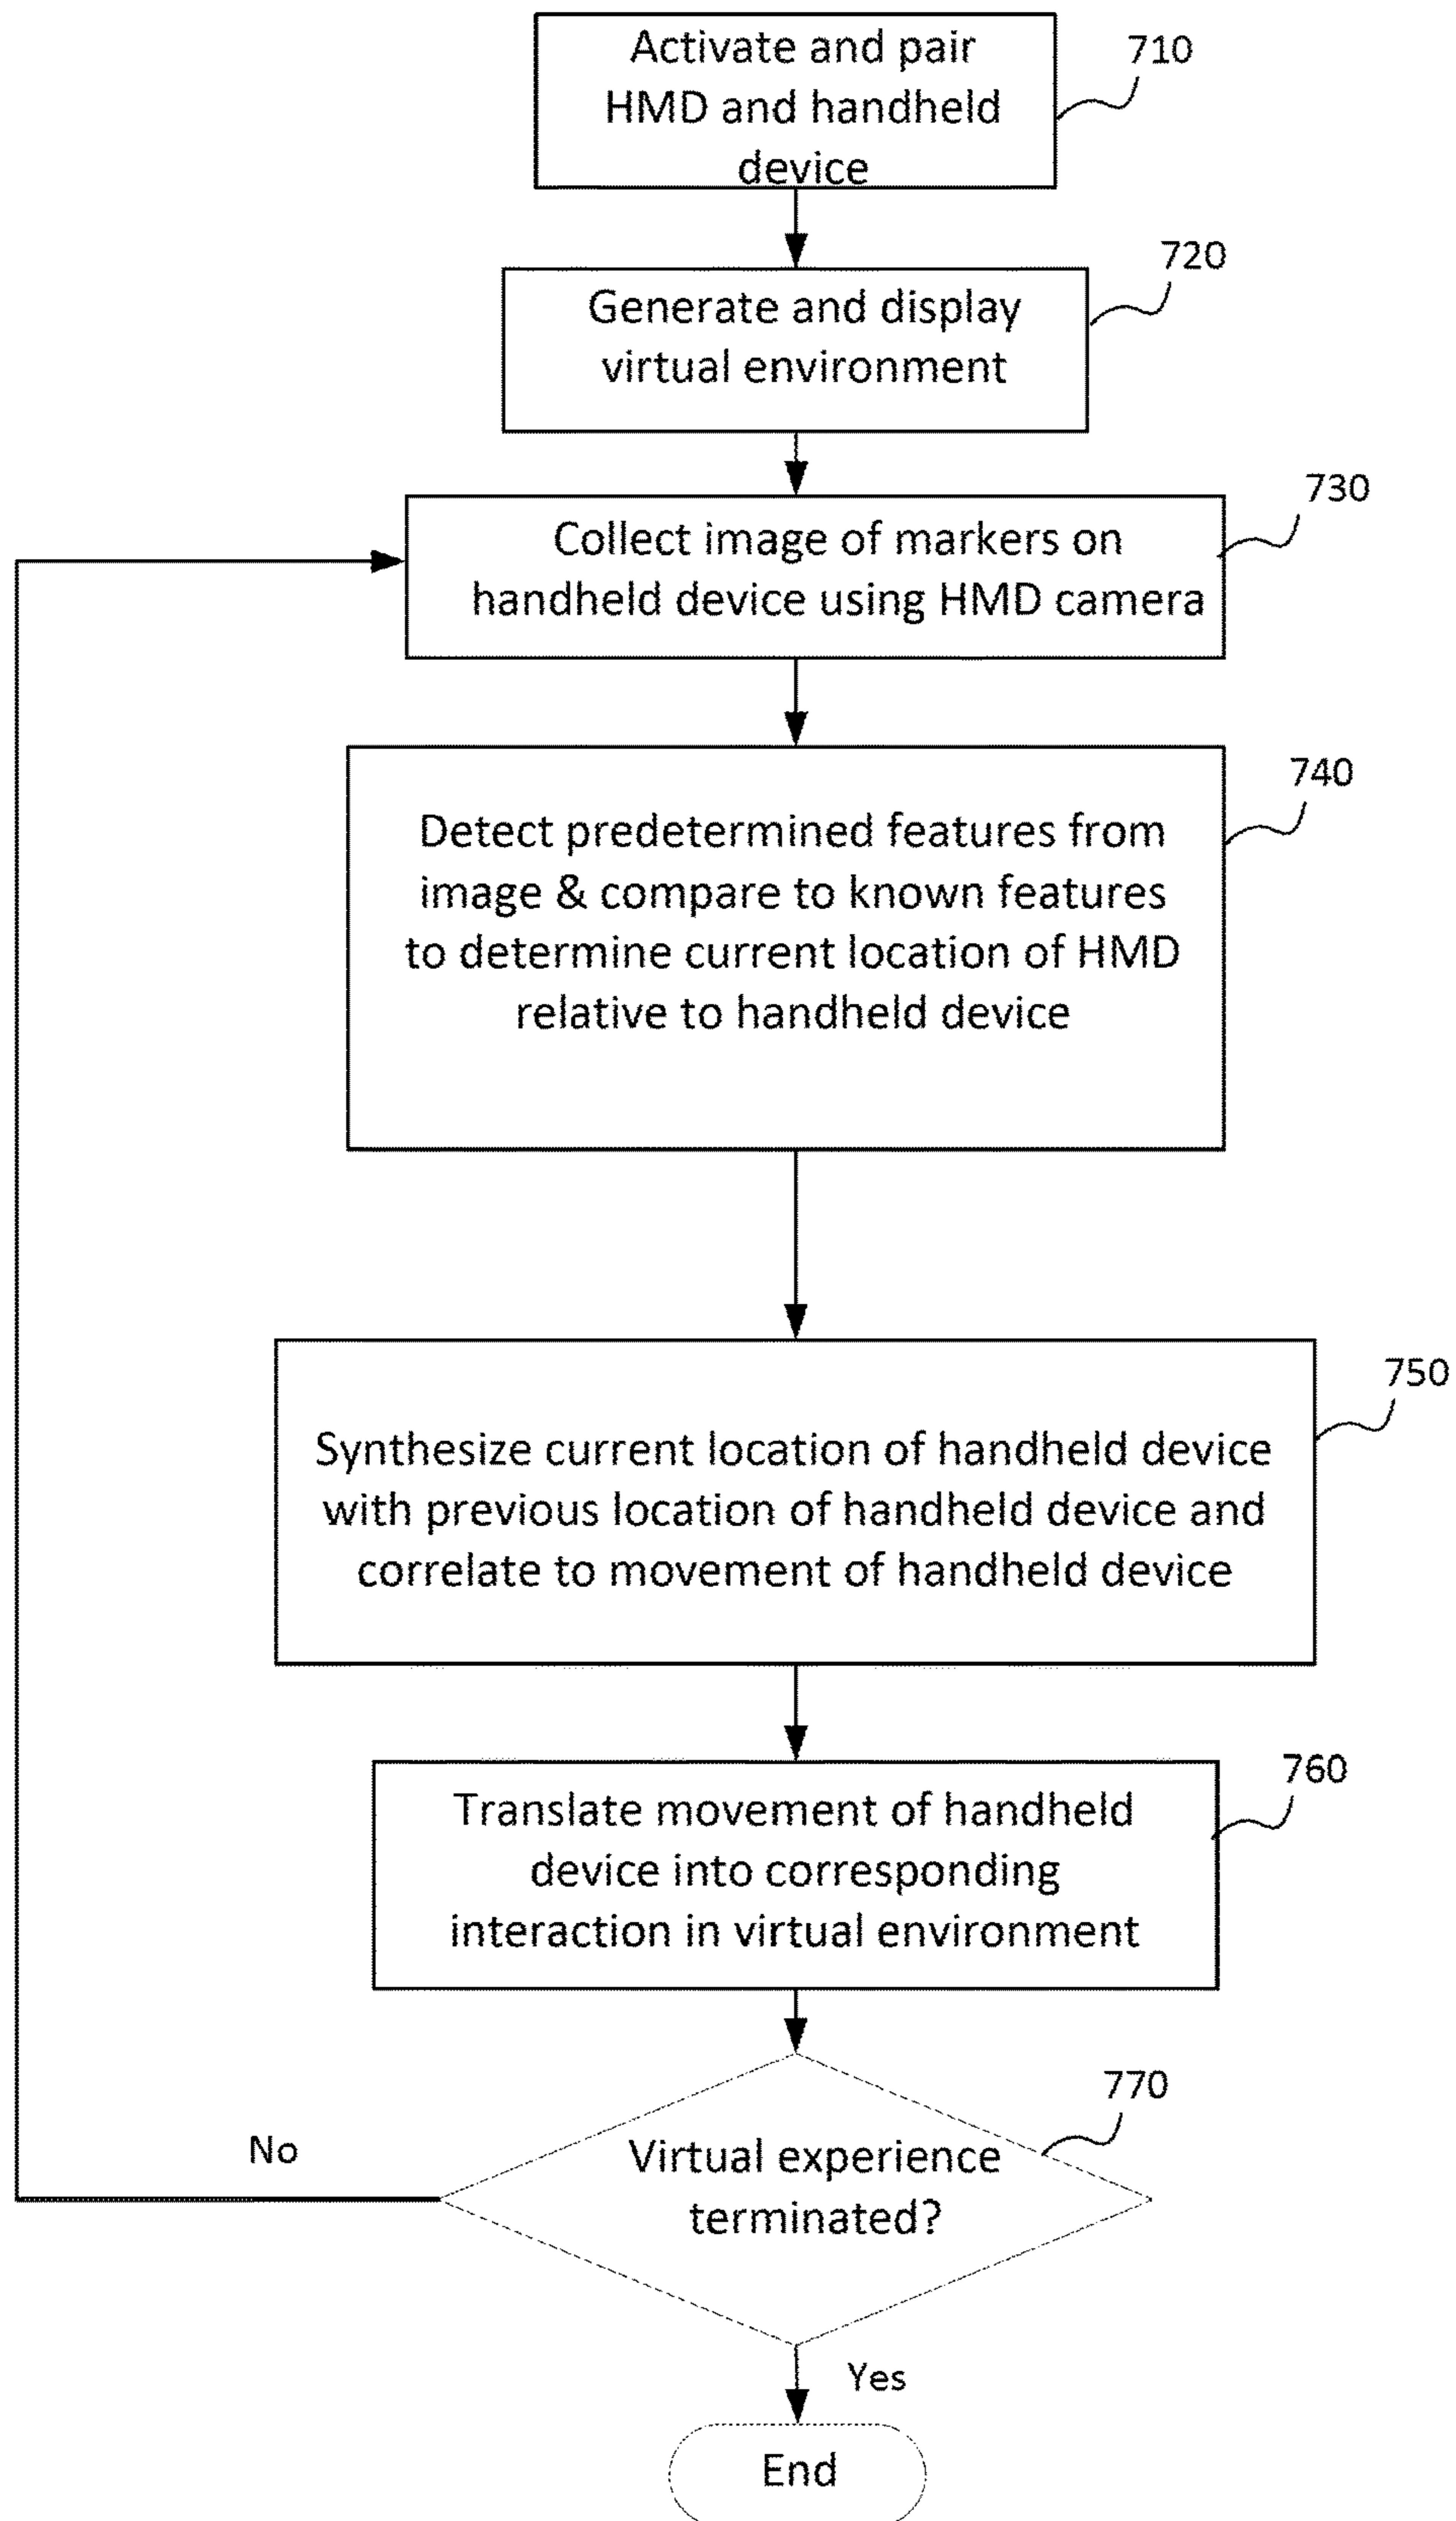 Activate and pair
HMD and handheld
device
710
Generate and display
virtual environment
720
Collect image of markers on
handheld device using HMD camera
730
Detect predetermined features from
image & compare to known features
to determine current location of HMD
relative to handheld device
740
Synthesize current location of handheld device
with previous location of handheld device and
correlate to movement of handheld device
750
Translate movement of handheld
device into corresponding
interaction in virtual environment
760
Virtual experience
terminated?
770
No
Yes
End